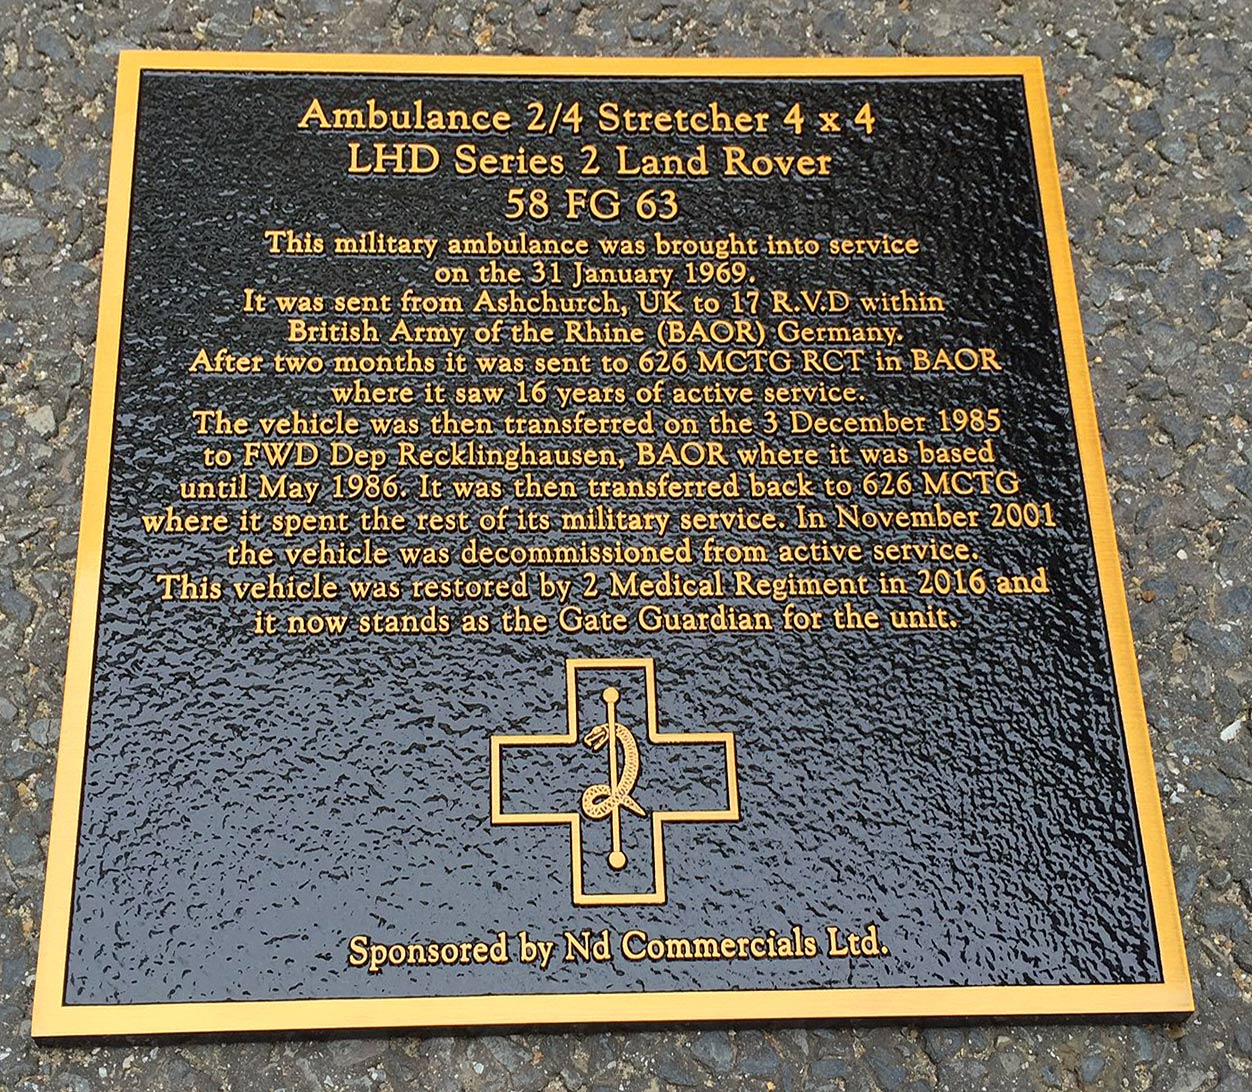 Ambulance 2/4 Stretcher 4 x 4
LHD Series 2 Land Rover
58 FG 63
This military ambulance was brought into service
on the 31 January 1969.
It was sent from Ashchurch, UK to 17 R.V.D within
British Army of the Rhine (BAOR) Germany.
After two months it was sent to 626 MCTG RCT in BAOR
where it saw 16 years of active service.
The vehicle was then transferred on the 3 December 1985
to FWD Dep Recklinghausen, BAOR where it was based
until May 1986. It was then transferred back to 626 MCTG
where it spent the rest of its military service. In November 2001
the vehicle was decommissioned from active service.
This vehicle was restored by 2 Medical Regiment in 2016 and
it now stands as the Gate Guardian for the unit.
Sponsored by Nd Commercials Ltd.